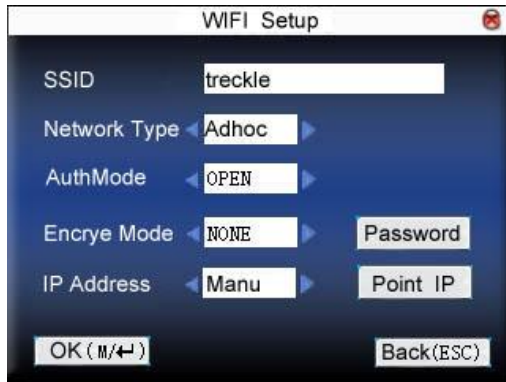 WIFI Setup
SSID treckle
Network Type Adhoc
AuthMode OPEN
Encrye Mode NONE Password
IP Address Manu Point IP
OK(M/↵) Back(ESC)